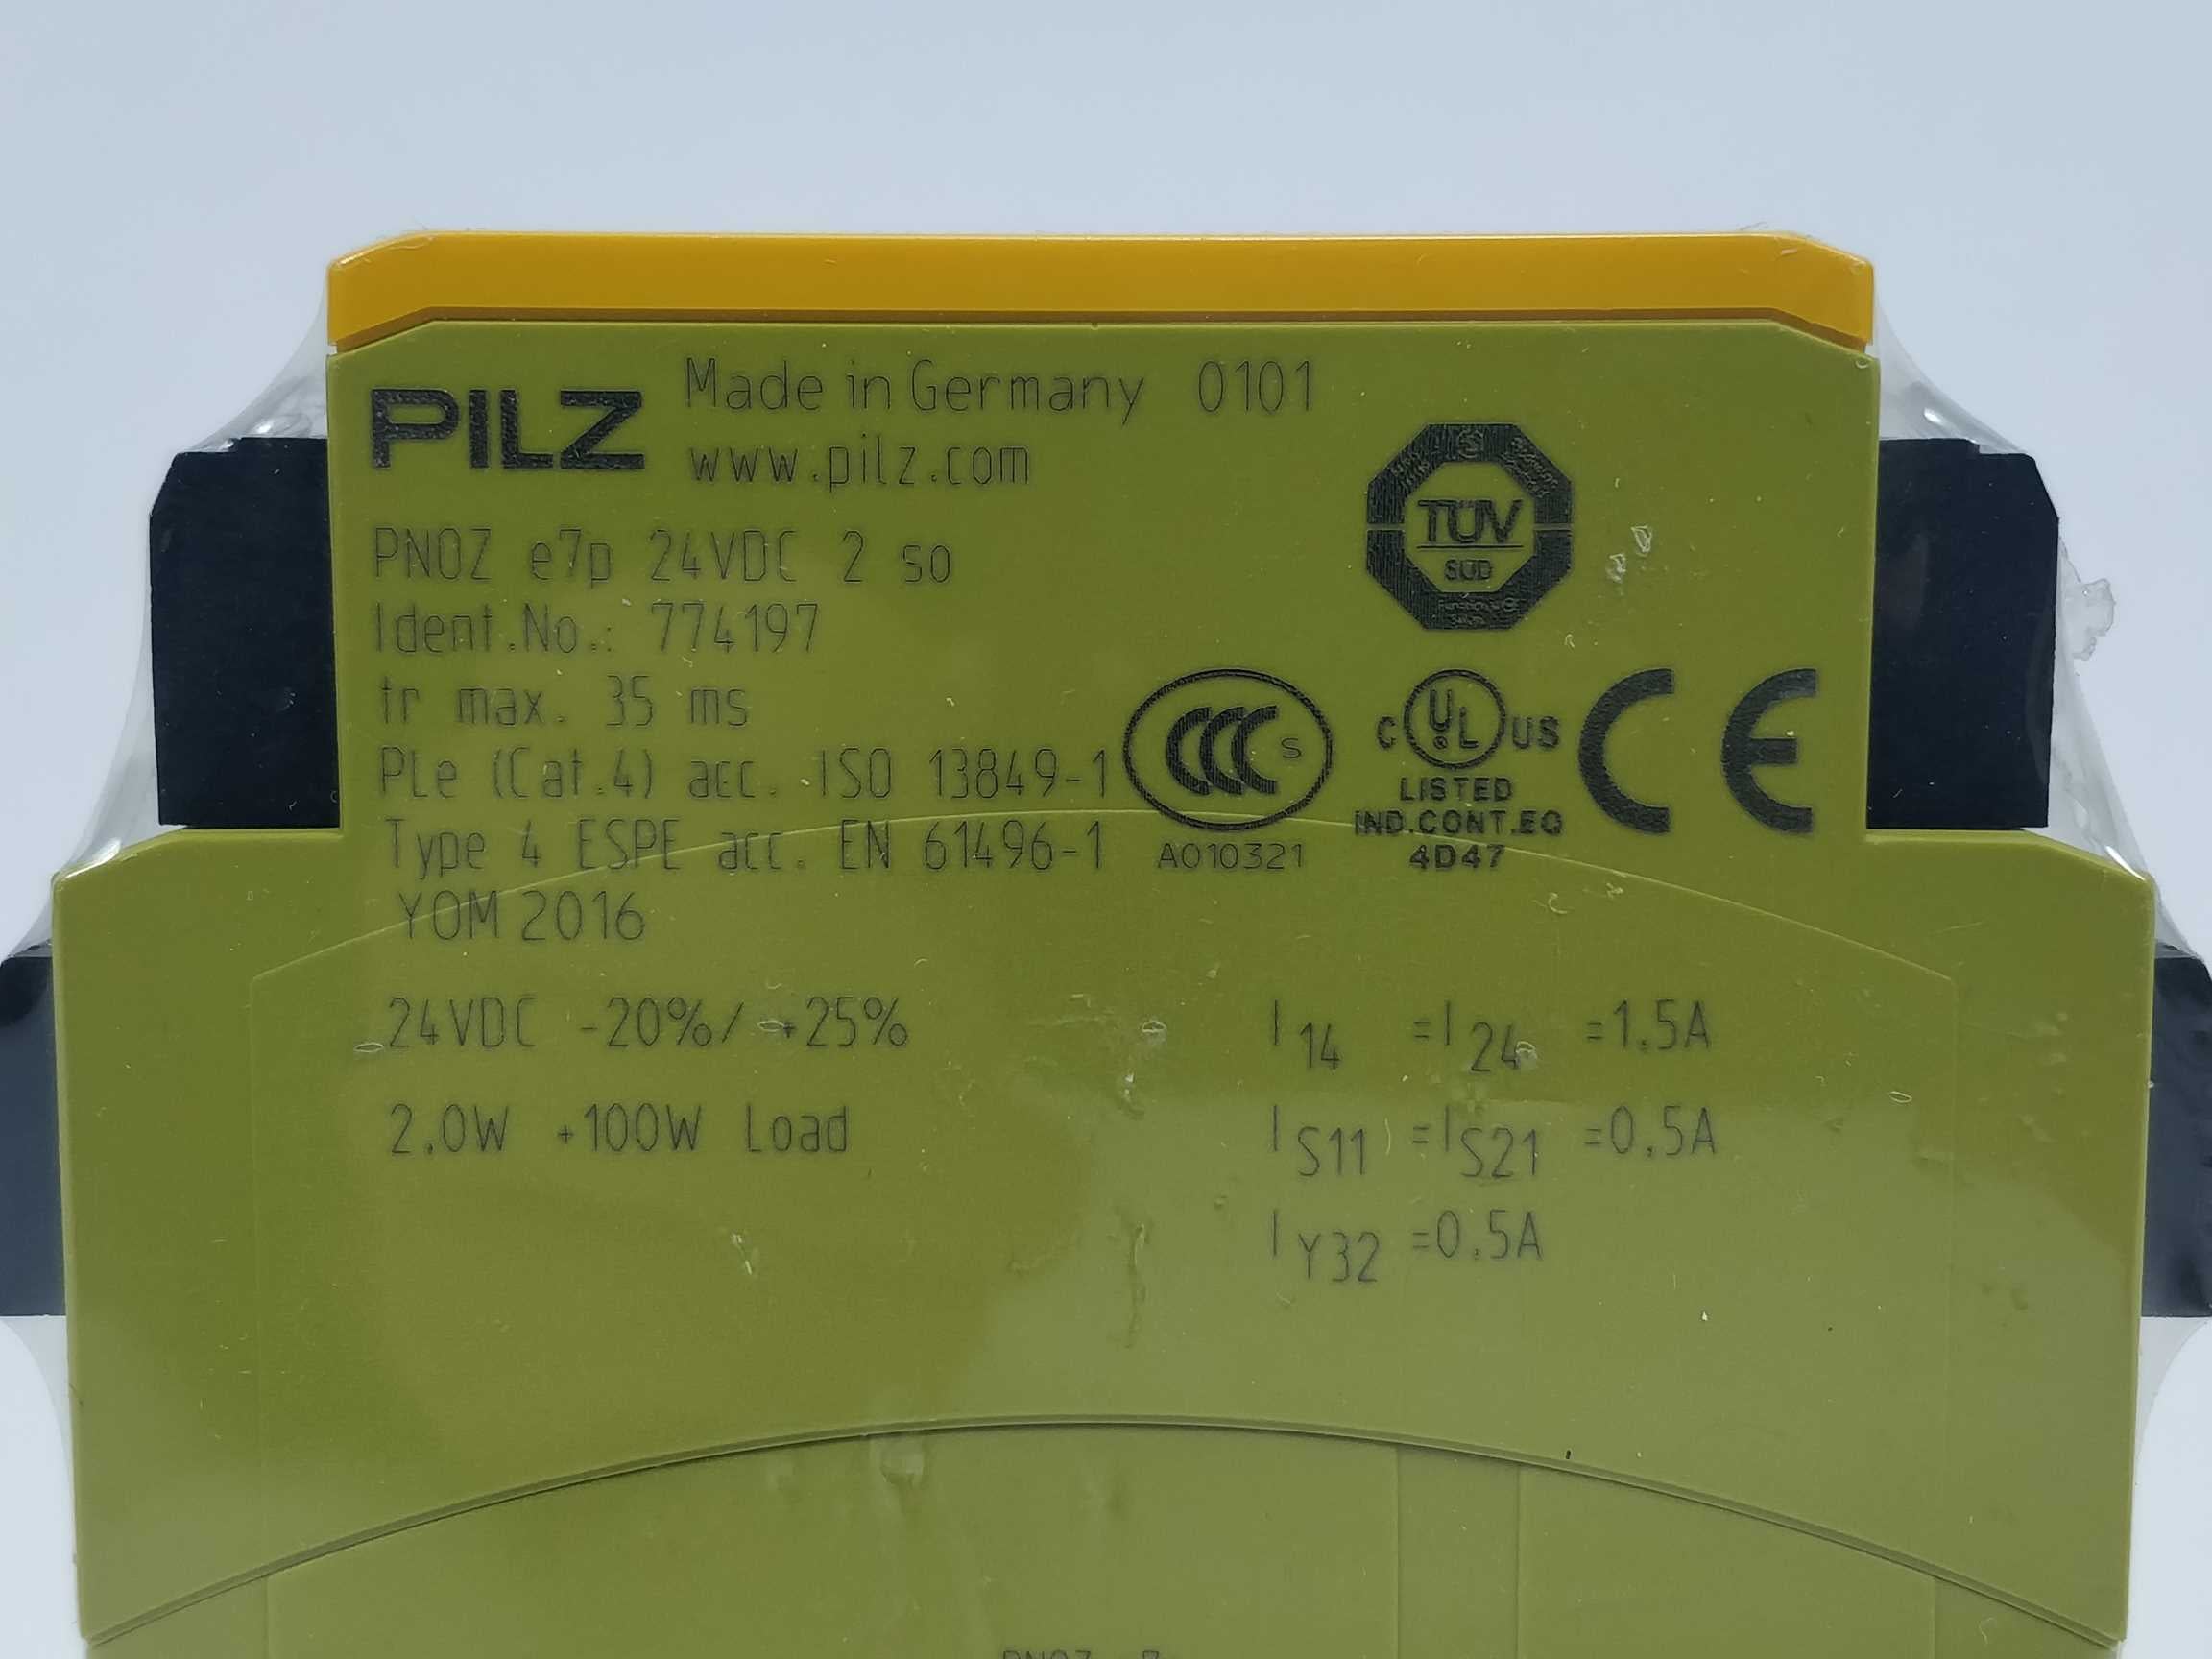 PILZ Made in Germany 0101
www.pilz.com
PNOZ e7p 24VDC 2 so
Ident.No.: 774197
tr max. 35 ms
PLe (Cat.4) acc. ISO 13849-1
Type 4 ESPE acc. EN 61496-1
YOM 2016
TÜV
SÜD
CCC S
A010321
C UL US
LISTED
IND.CONT.EQ
4D47
CE
24VDC -20%/ +25%
2.0W +100W Load
I14 =I24 =1.5A
IS11 =IS21 =0.5A
IY32 =0.5A